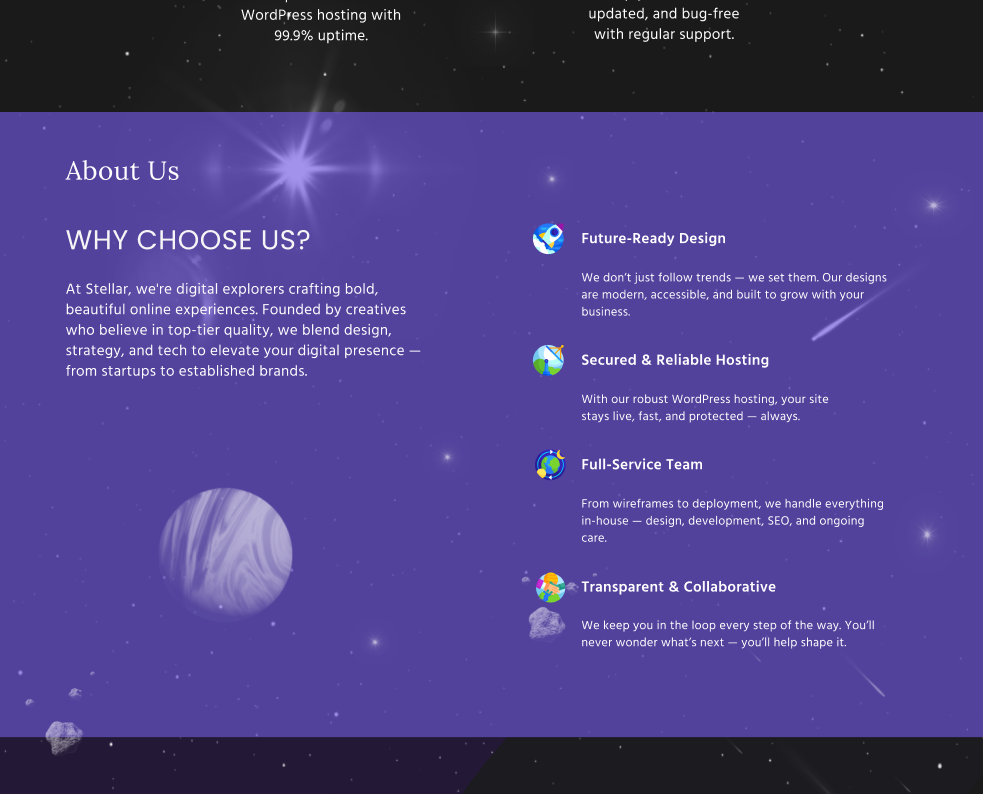 WordPress hosting with
99.9% uptime.
updated, and bug-free
with regular support.
About Us
WHY CHOOSE US?
At Stellar, we're digital explorers crafting bold,
beautiful online experiences. Founded by creatives
who believe in top-tier quality, we blend design,
strategy, and tech to elevate your digital presence —
from startups to established brands.
Future-Ready Design
We don’t just follow trends — we set them. Our designs
are modern, accessible, and built to grow with your
business.
Secured & Reliable Hosting
With our robust WordPress hosting, your site
stays live, fast, and protected — always.
Full-Service Team
From wireframes to deployment, we handle everything
in-house — design, development, SEO, and ongoing
care.
Transparent & Collaborative
We keep you in the loop every step of the way. You’ll
never wonder what’s next — you’ll help shape it.